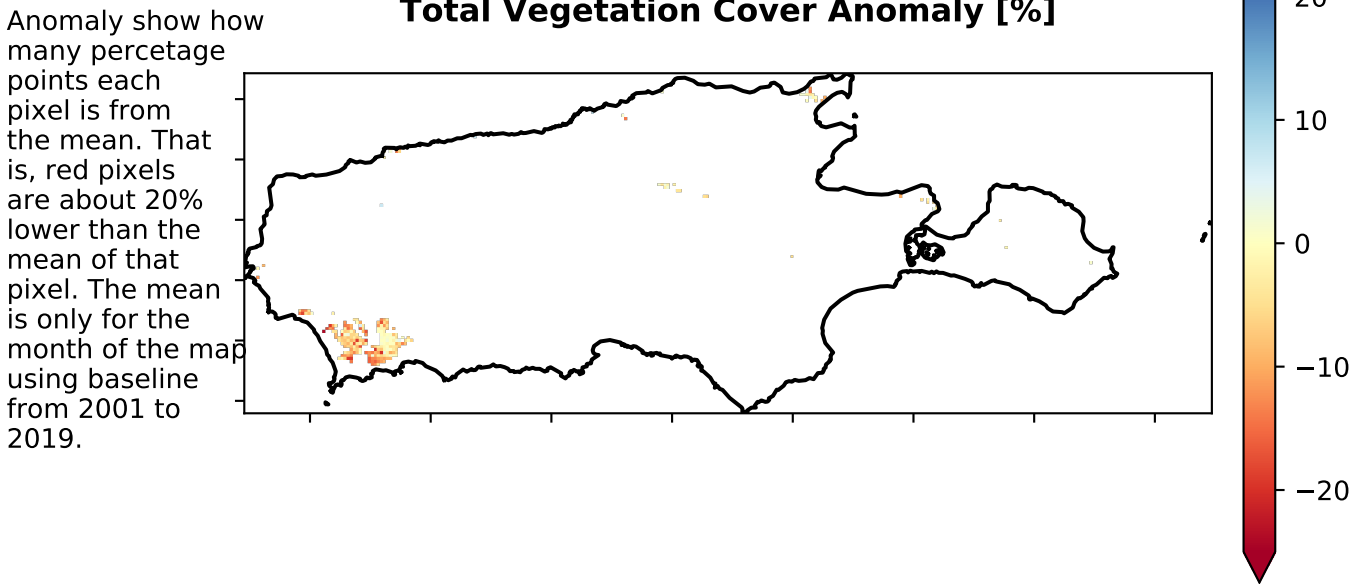 Total Vegetation Cover Anomaly [%]
Anomaly show how
many percetage
points each
pixel is from
the mean. That
is, red pixels
are about 20%
lower than the
mean of that
pixel. The mean
is only for the
month of the map
using baseline
from 2001 to
2019.
20
10
0
−10
−20